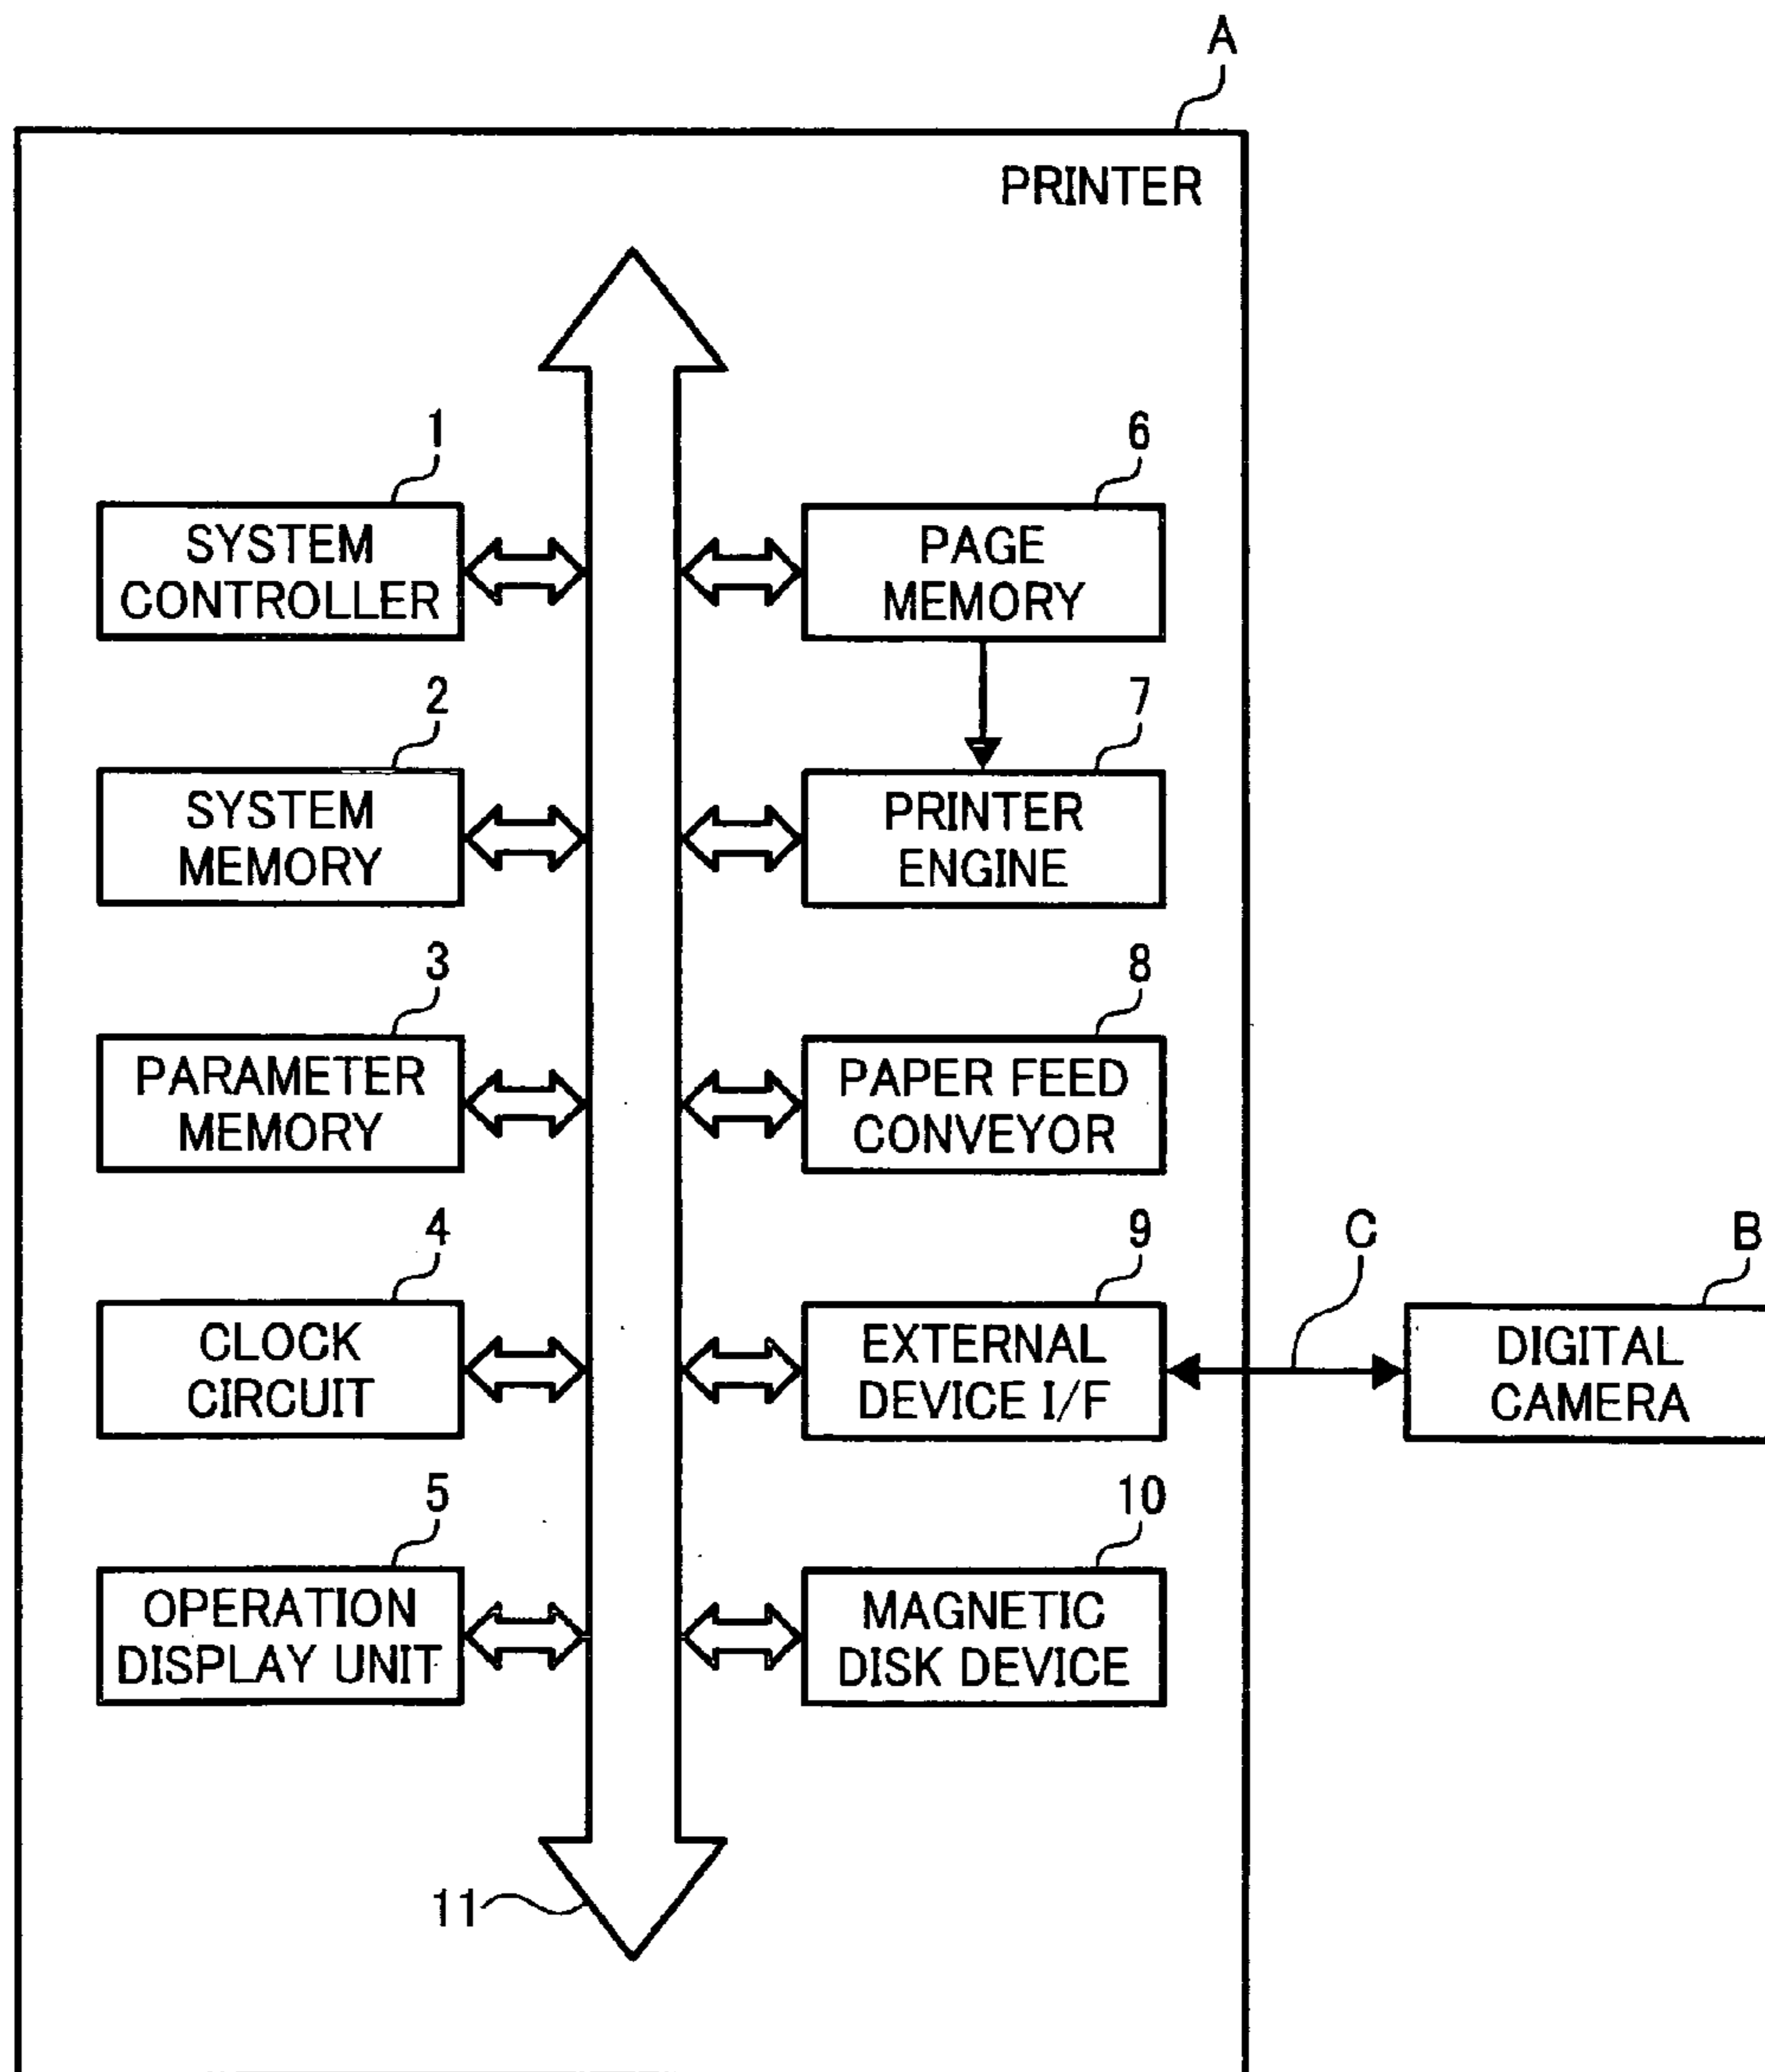 A
PRINTER
1
SYSTEM
CONTROLLER
6
PAGE
MEMORY
2
SYSTEM
MEMORY
7
PRINTER
ENGINE
3
PARAMETER
MEMORY
8
PAPER FEED
CONVEYOR
4
CLOCK
CIRCUIT
9
EXTERNAL
DEVICE I/F
C
B
DIGITAL
CAMERA
5
OPERATION
DISPLAY UNIT
10
MAGNETIC
DISK DEVICE
11